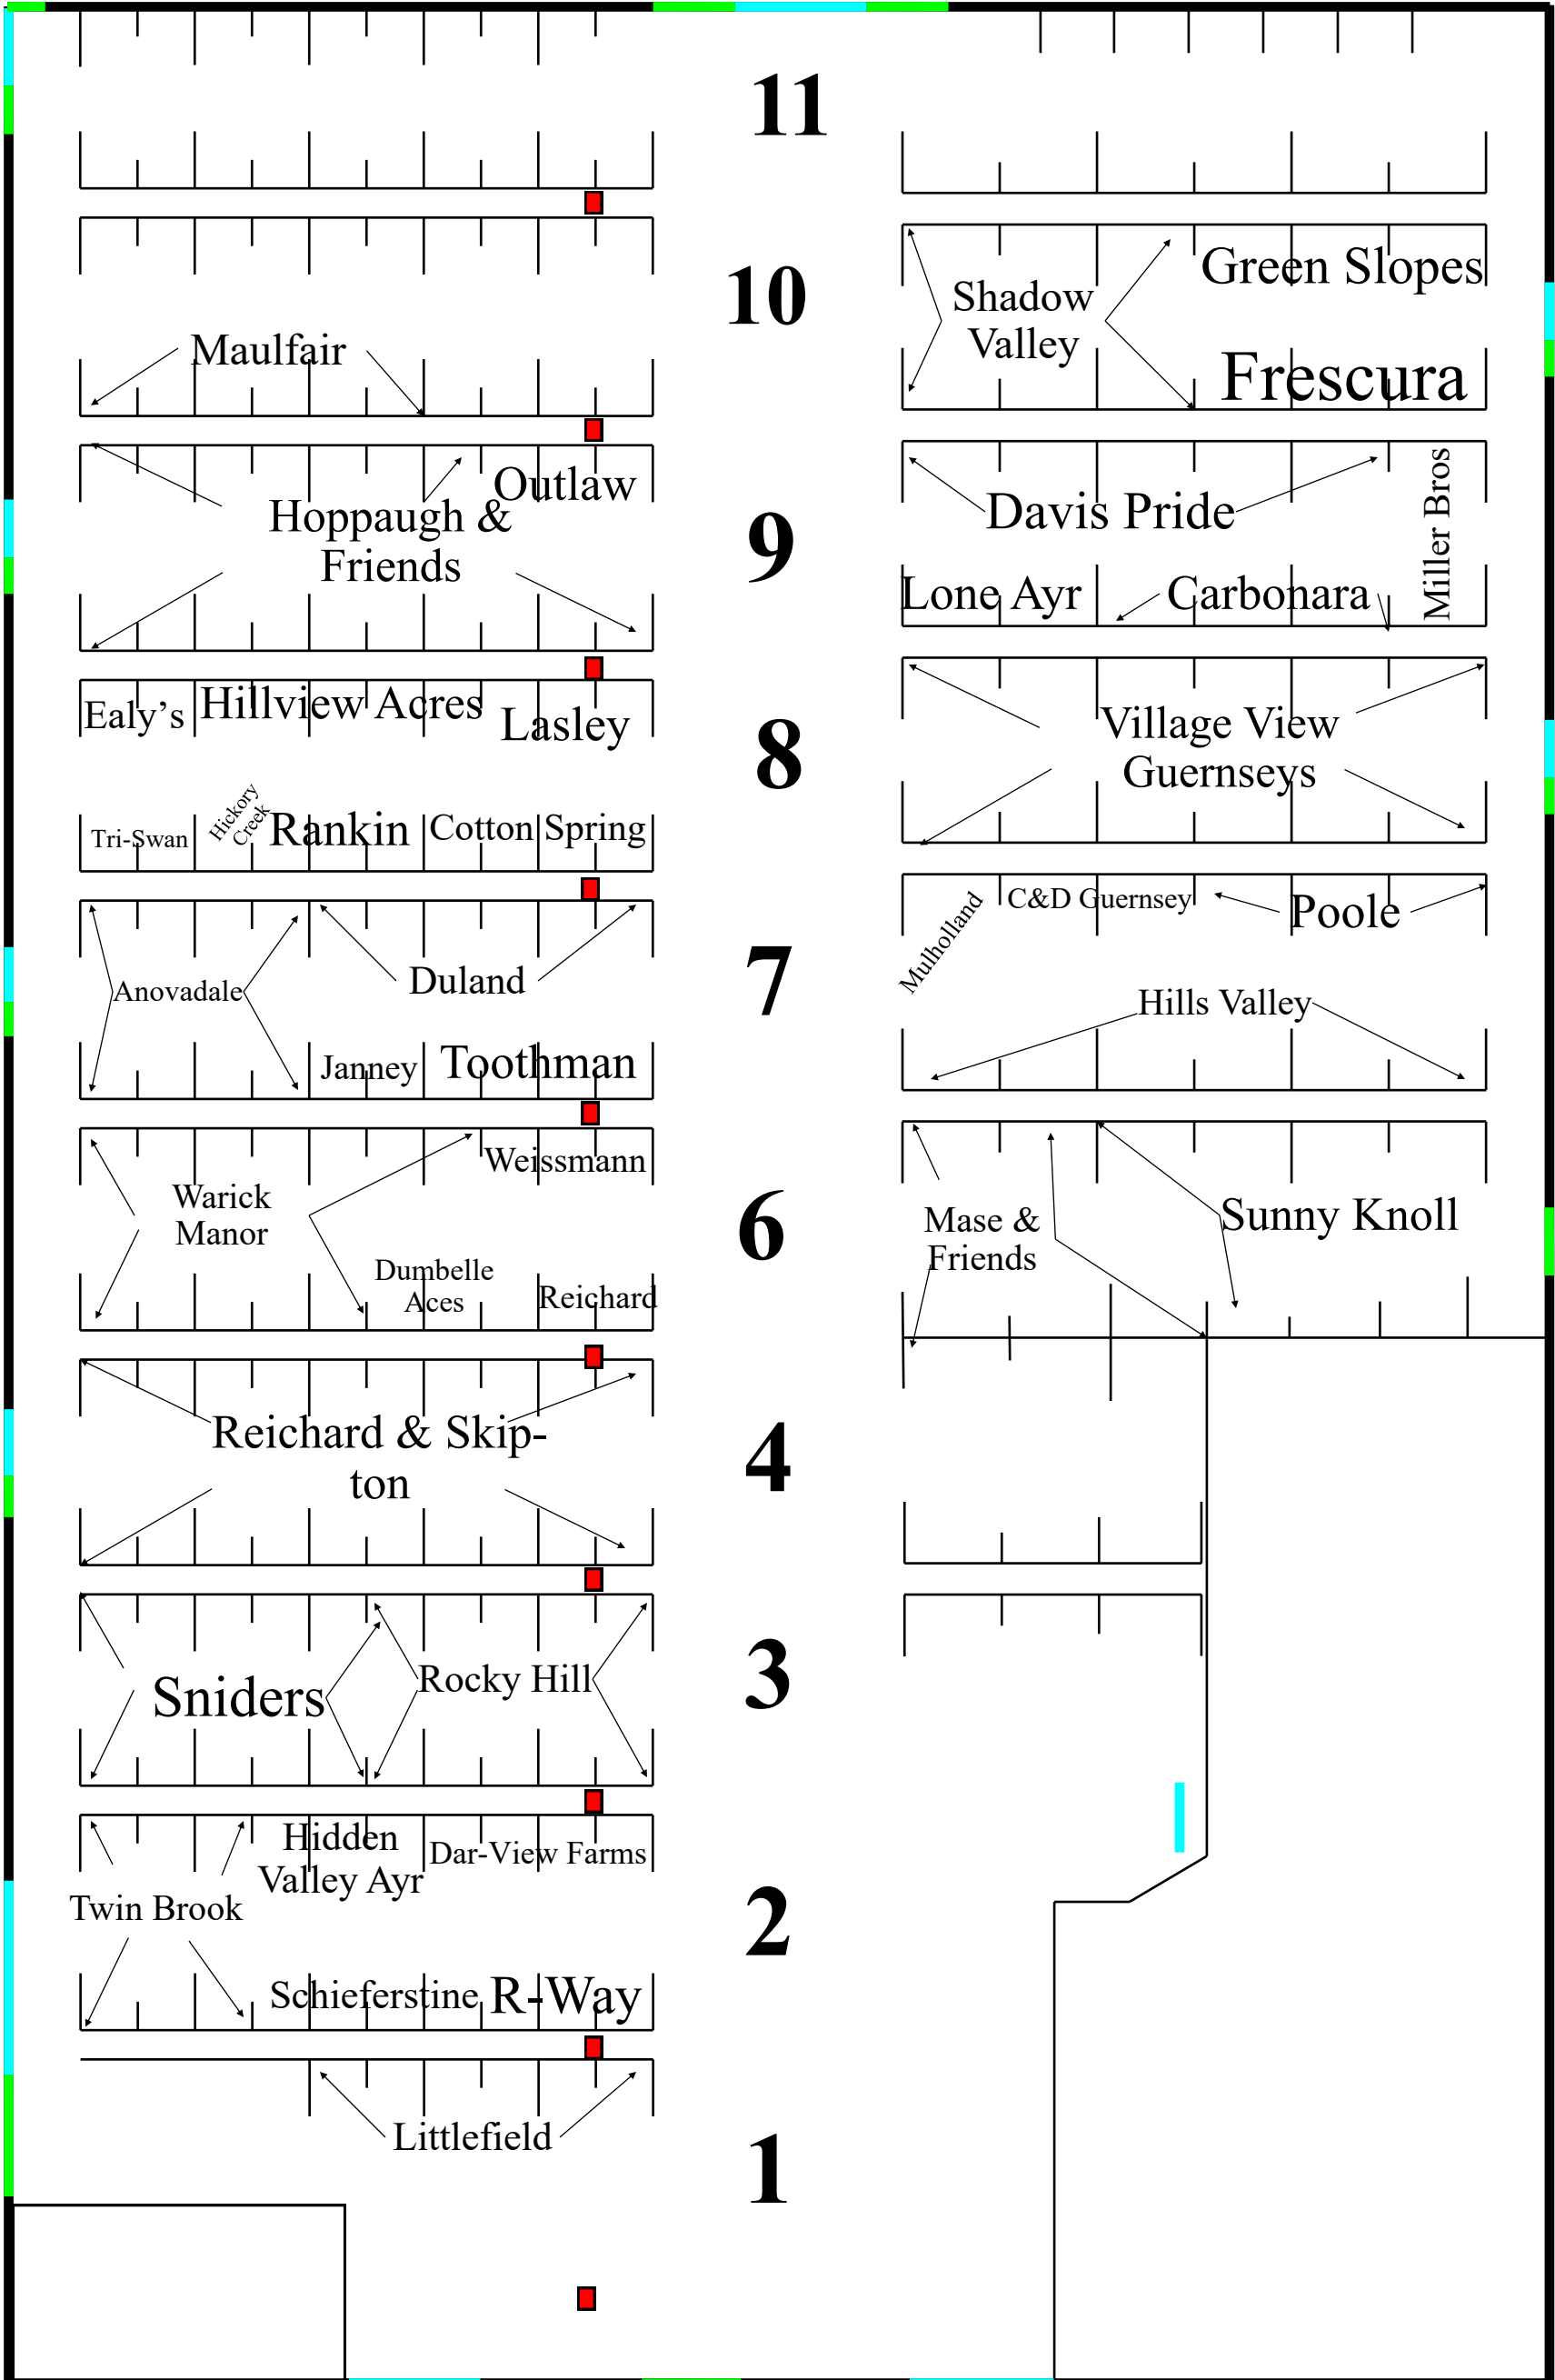 11
10
Shadow
Valley
Green Slopes
Frescura
Maulfair
Outlaw
Hoppaugh &
Friends
9
Davis Pride
Miller Bros
Lone Ayr
Carbonara
Ealy's
Hillview Acres
Lasley
8
Village View
Guernseys
Tri-Swan
Hickory
Creek
Rankin
Cotton
Spring
Mulholland
C&D Guernsey
Poole
Anovadale
Duland
7
Hills Valley
Janney
Toothman
Weissmann
Warick
Manor
6
Mase &
Friends
Sunny Knoll
Dumbelle
Aces
Reichard
Reichard & Skip-
ton
4
Sniders
Rocky Hill
3
Hidden
Valley Ayr
Dar-View Farms
Twin Brook
2
Schieferstine
R-Way
Littlefield
1